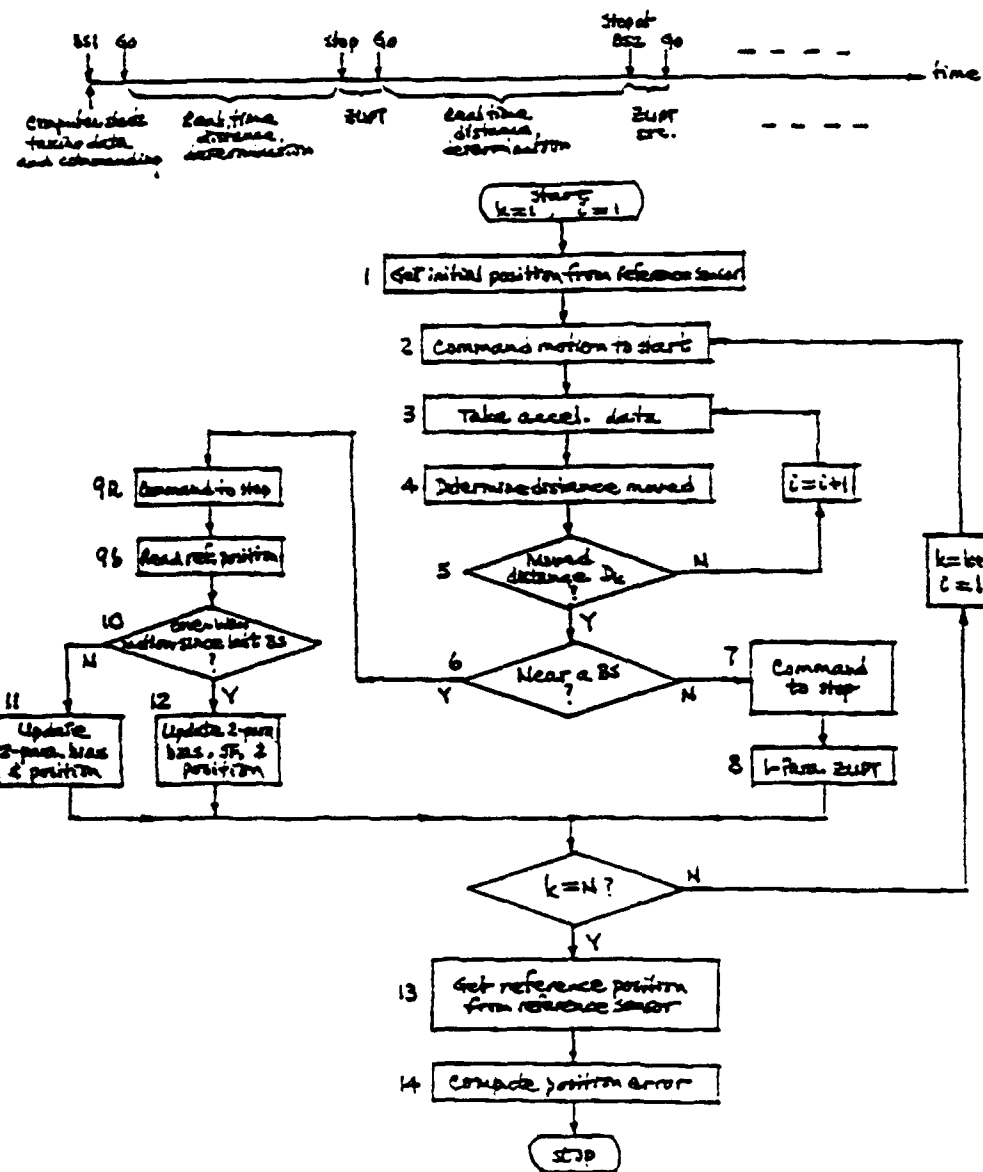 BS1 Go
Stop Go
Stop at
BS2 Go
time
Computer starts
taking data
and commanding
Real time
distance
determination
ZUPT
Real time
distance
determination
ZUPT
etc.
Start
k=1, i=1
1 Get initial position from reference sensor
2 Command motion to start
3 Take accel. data
4 Determine distance moved
i=i+1
5 Moved
distance Dk
?
N
Y
k=k+
i=1
6 Near a BS
?
Y
N
7 Command
to stop
8 1-Para. ZUPT
9a Command to stop
9b Read ref. position
10
motion since last BS
?
N
Y
11 Update
-para. bias
& position
12 Update 2-para
bias, SF, &
position
k=N?
N
Y
13 Get reference position
from reference sensor
14 Compute position error
stop